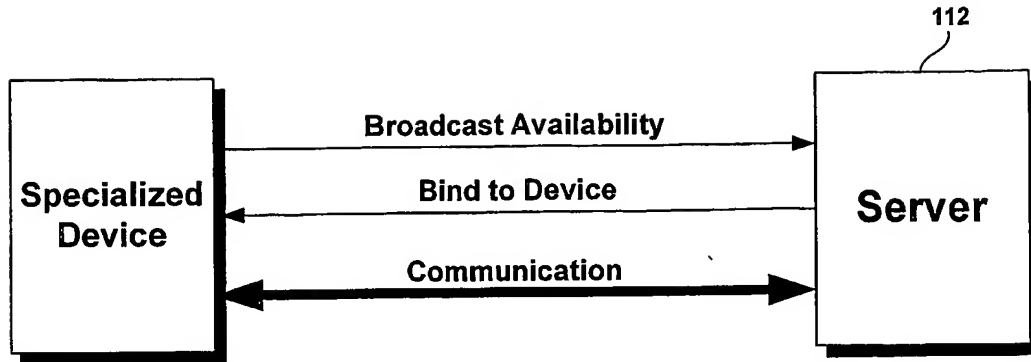 112
Broadcast Availability
Specialized
Device
Bind to Device
Server
Communication